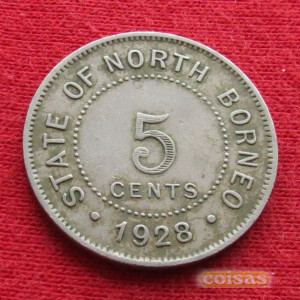 STATE OF NORTH BORNEO
5
CENTS
• 1928 •
coisas